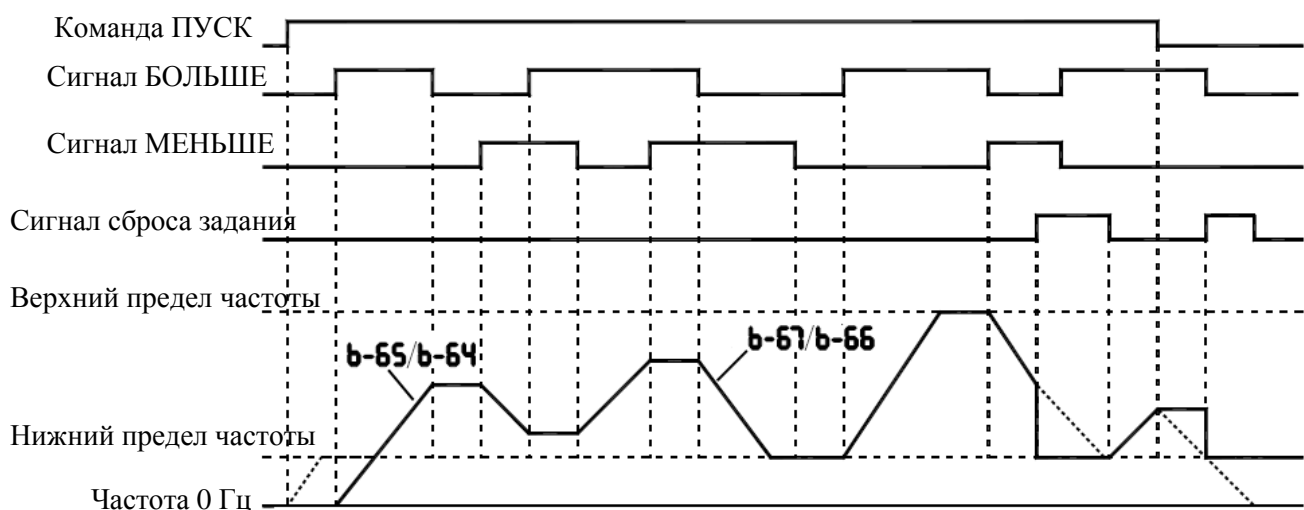 Команда ПУСК
Сигнал БОЛЬШЕ
Сигнал МЕНЬШЕ
Сигнал сброса задания
Верхний предел частоты
b-65/b-64
b-67/b-66
Нижний предел частоты
Частота 0 Гц